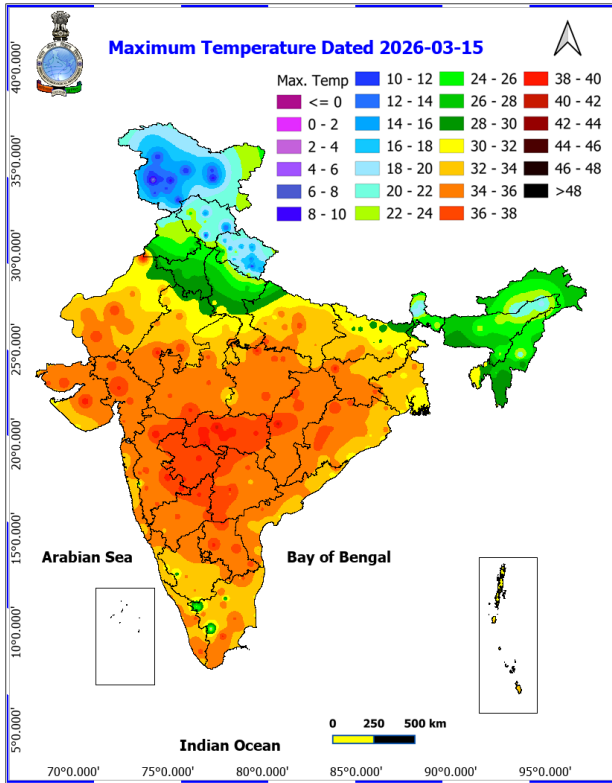 Maximum Temperature Dated 2026-03-15
Max. Temp
<= 0
0 - 2
2 - 4
4 - 6
6 - 8
8 - 10
10 - 12
12 - 14
14 - 16
16 - 18
18 - 20
20 - 22
22 - 24
24 - 26
26 - 28
28 - 30
30 - 32
32 - 34
34 - 36
36 - 38
38 - 40
40 - 42
42 - 44
44 - 46
46 - 48
>48
40°0.000'
35°0.000'
30°0.000'
25°0.000'
20°0.000'
15°0.000'
10°0.000'
5°0.000'
Arabian Sea
Bay of Bengal
Indian Ocean
0 250 500 km
70°0.000' 75°0.000' 80°0.000' 85°0.000' 90°0.000' 95°0.000'